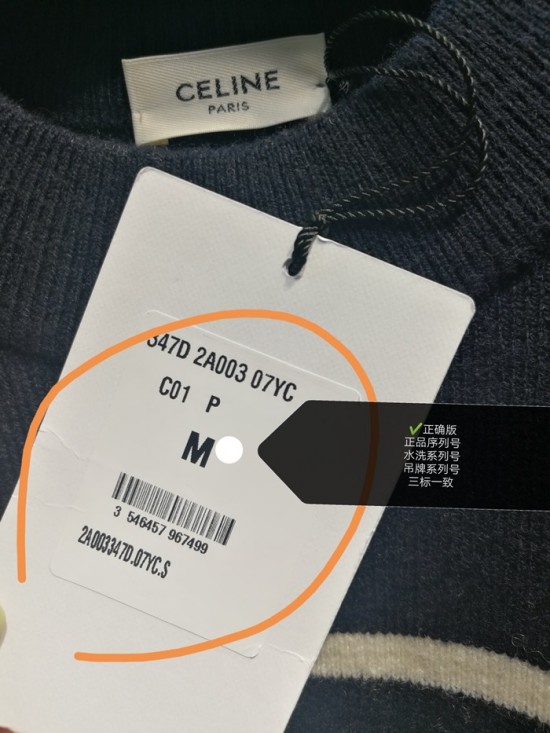 CELINE
PARIS
347D 2A003 07YC
C01 P
M
3 546457 967499
2A003347D.07YC.S
✔正确版
正品序列号
水洗系列号
吊牌系列号
三标一致